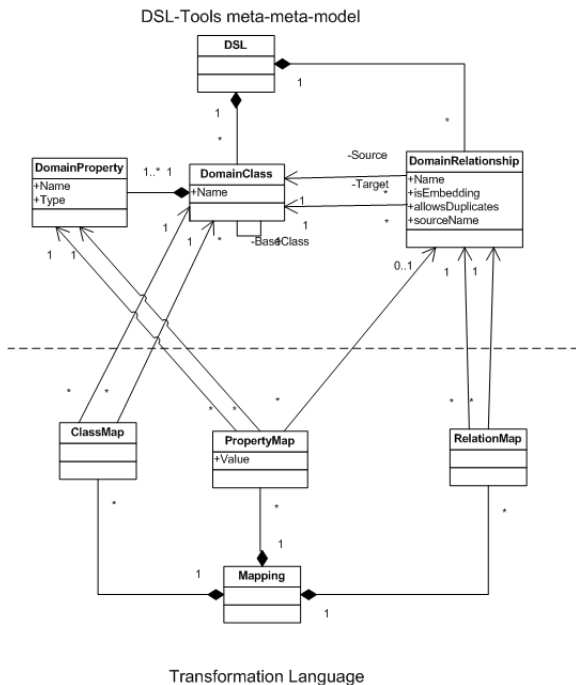 DSL-Tools meta-meta-model
DSL
1
1
*
*
DomainProperty
+Name
+Type
1..*
1
DomainClass
+Name
-Source
-Target
*
1
1
*
DomainRelationship
+Name
+isEmbedding
+allowsDuplicates
+sourceName
1
1
1
1
*
-BaseClass
0..1
1
1
*
*
*
*
*
*
*
ClassMap
PropertyMap
+Value
RelationMap
*
*
*
1
1
Mapping
1
Transformation Language